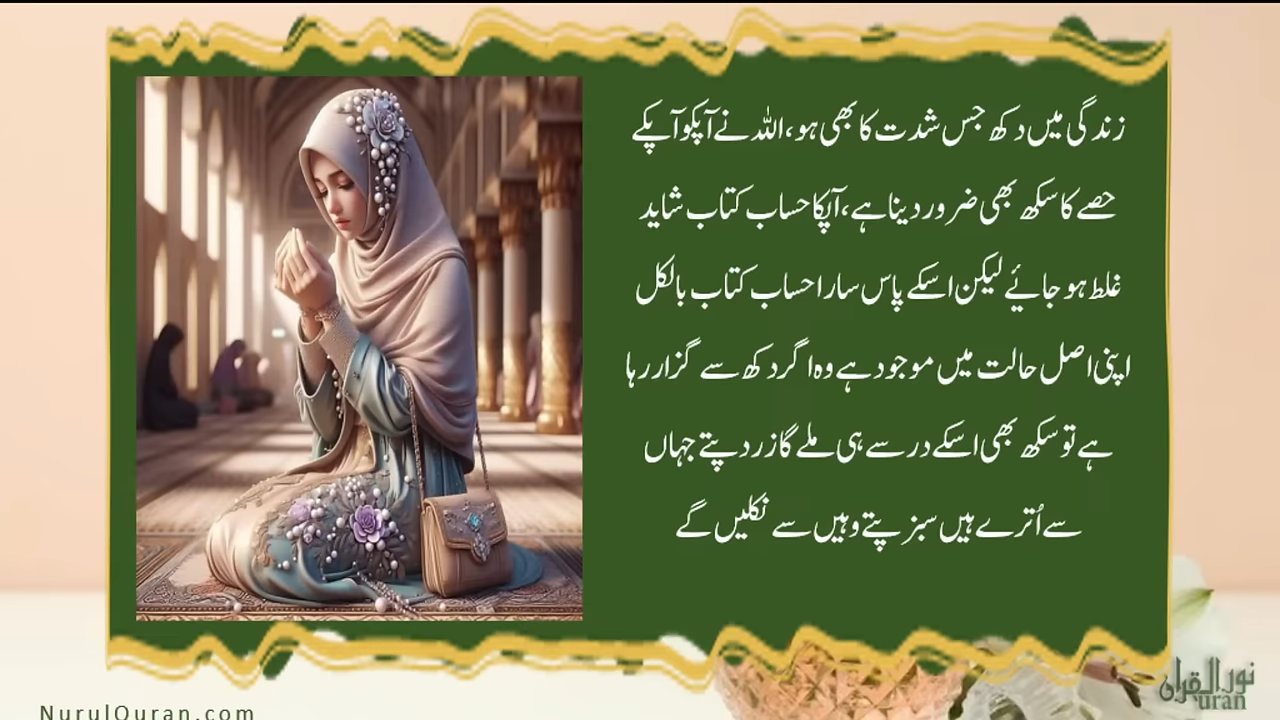 زندگی میں دکھ جس شدت کا بھی ہو، اللہ نے آپکو آپکے
حصے کا سکھ بھی ضرور دینا ہے، آپکا حساب کتاب شاید
غلط ہو جائے لیکن اسکے پاس سارا حساب کتاب بالکل
اپنی اصل حالت میں موجود ہے وہ اگر دکھ سے گزار رہا
ہے تو سکھ بھی اسکے در سے ہی ملے گا زرد پتے جہاں
سے اُترے ہیں سبز پتے وہیں سے نکلیں گے
نور القرآن
uran
NurulQuran.com